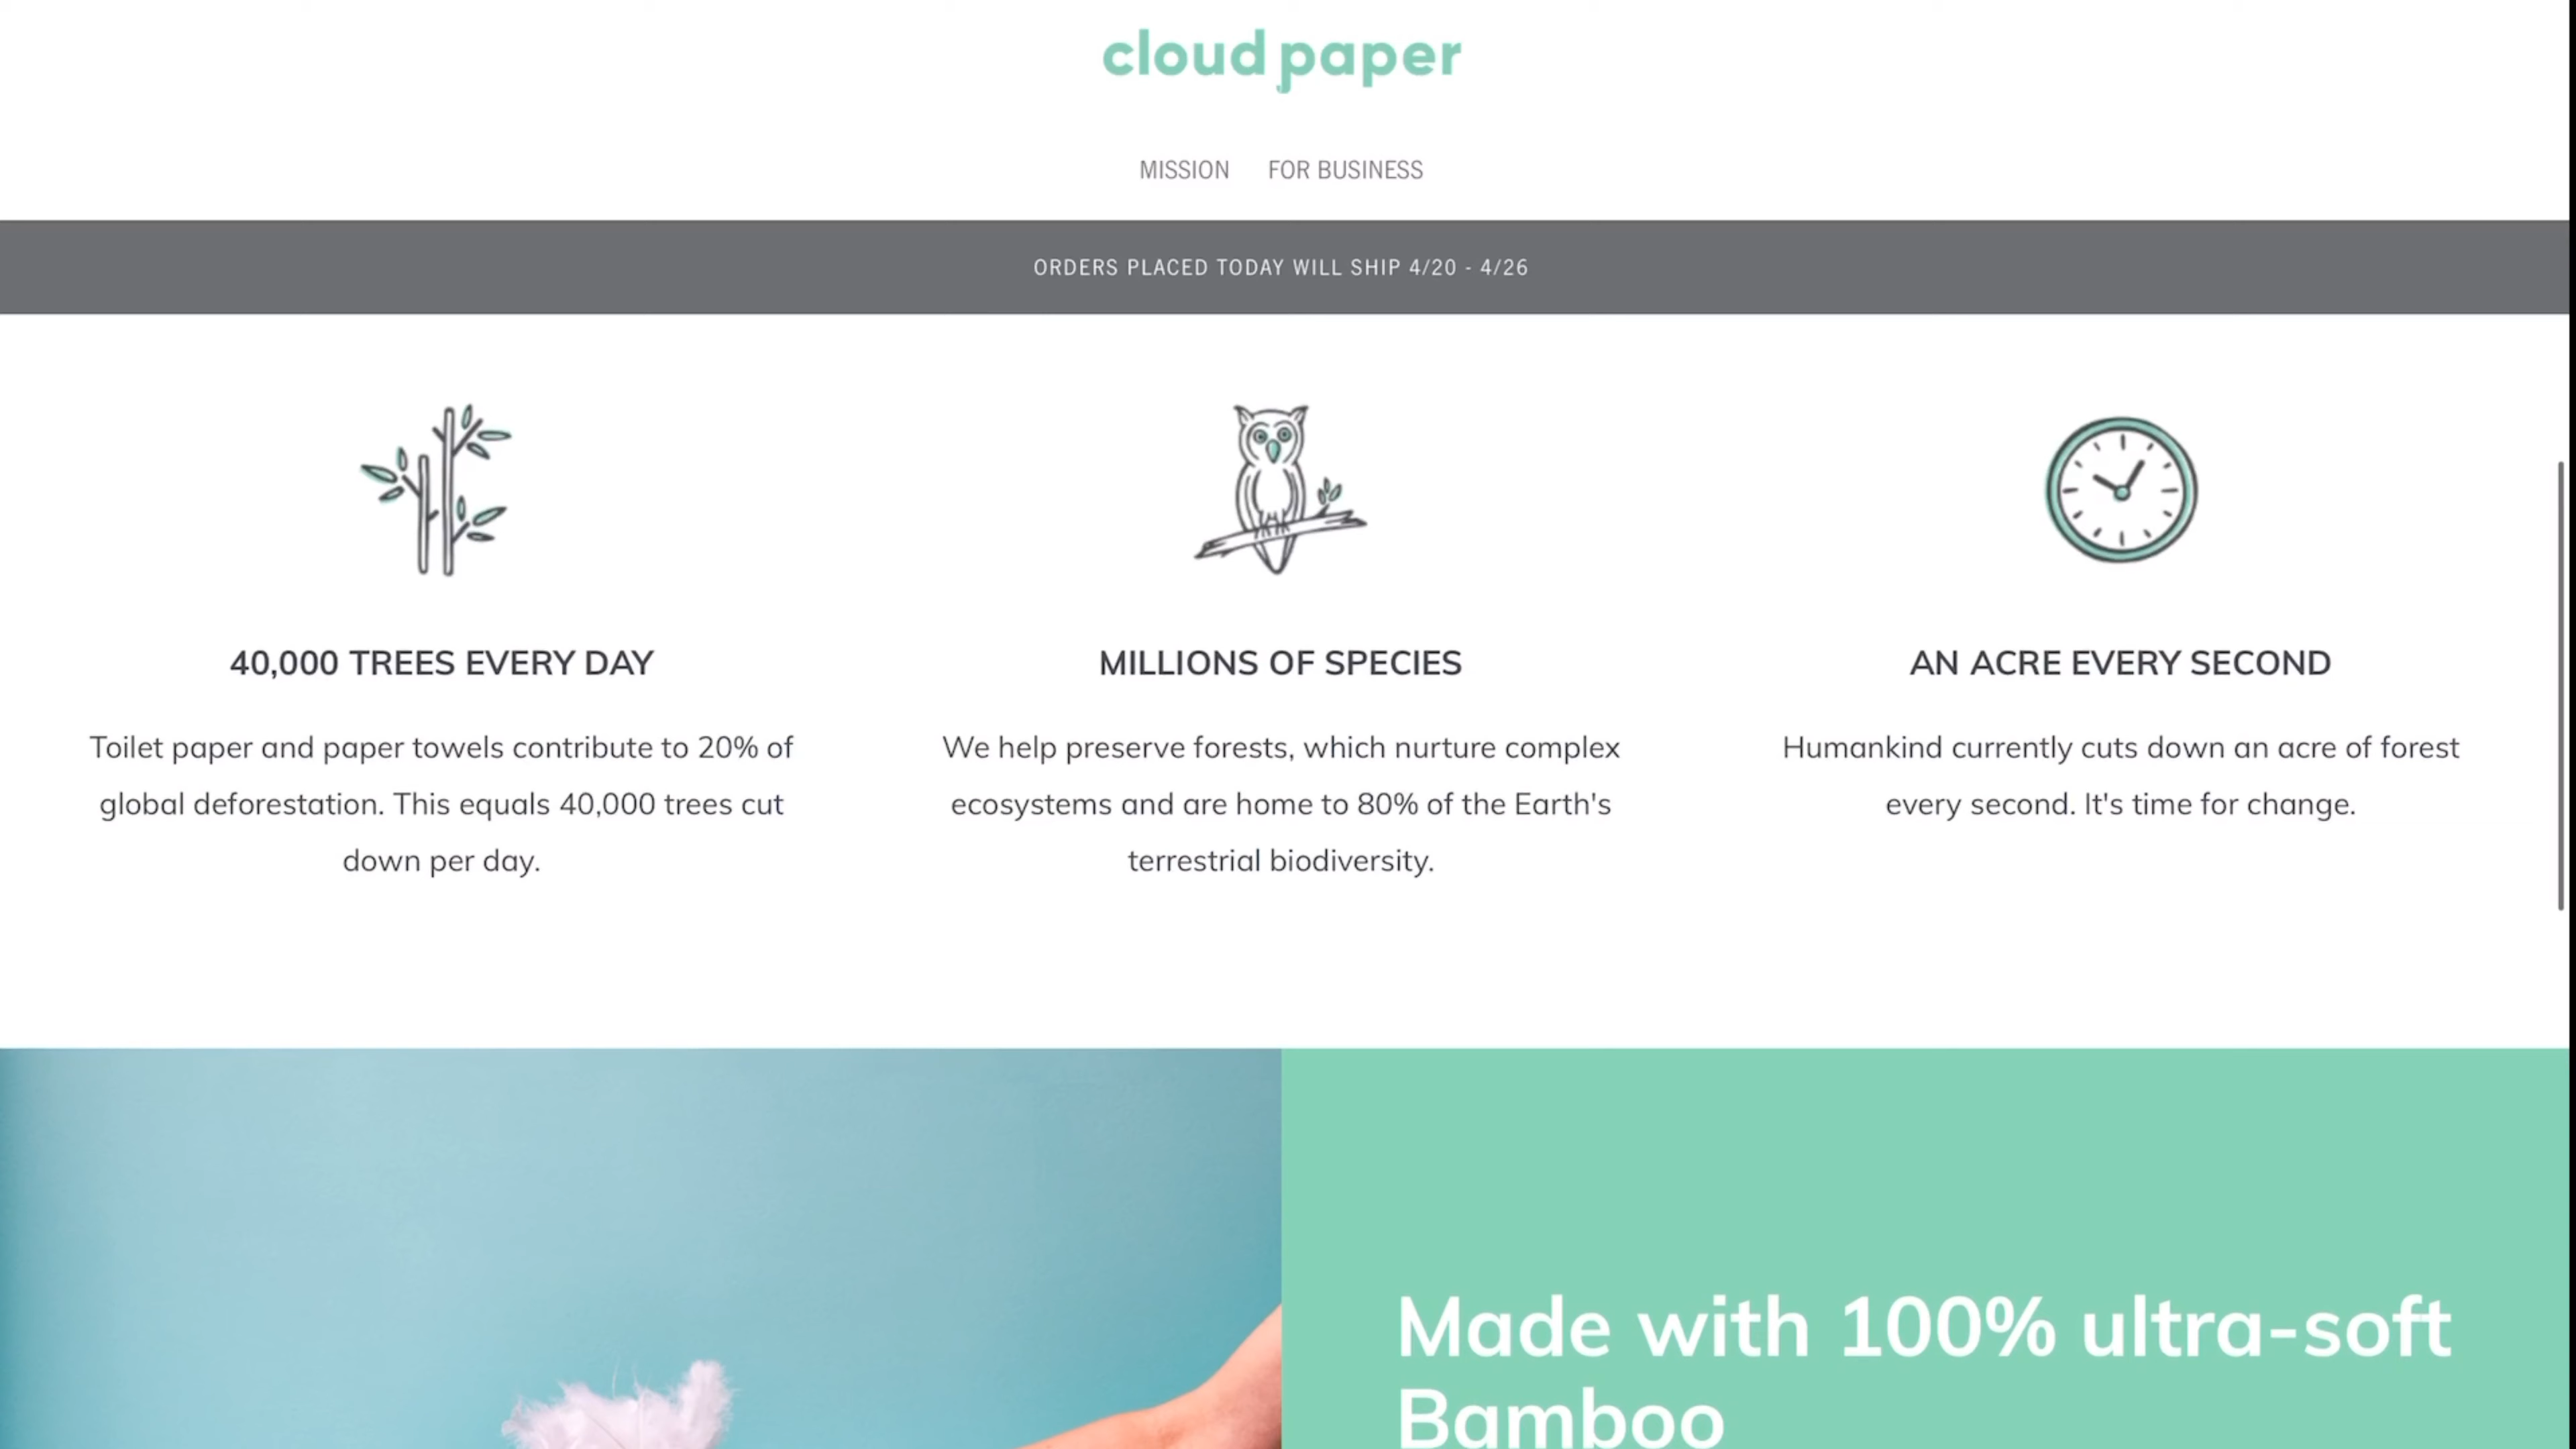 cloud paper
MISSION FOR BUSINESS
ORDERS PLACED TODAY WILL SHIP 4/20 - 4/26
40,000 TREES EVERY DAY
Toilet paper and paper towels contribute to 20% of
global deforestation. This equals 40,000 trees cut
down per day.
MILLIONS OF SPECIES
We help preserve forests, which nurture complex
ecosystems and are home to 80% of the Earth's
terrestrial biodiversity.
AN ACRE EVERY SECOND
Humankind currently cuts down an acre of forest
every second. It's time for change.
Made with 100% ultra-soft
Bamboo